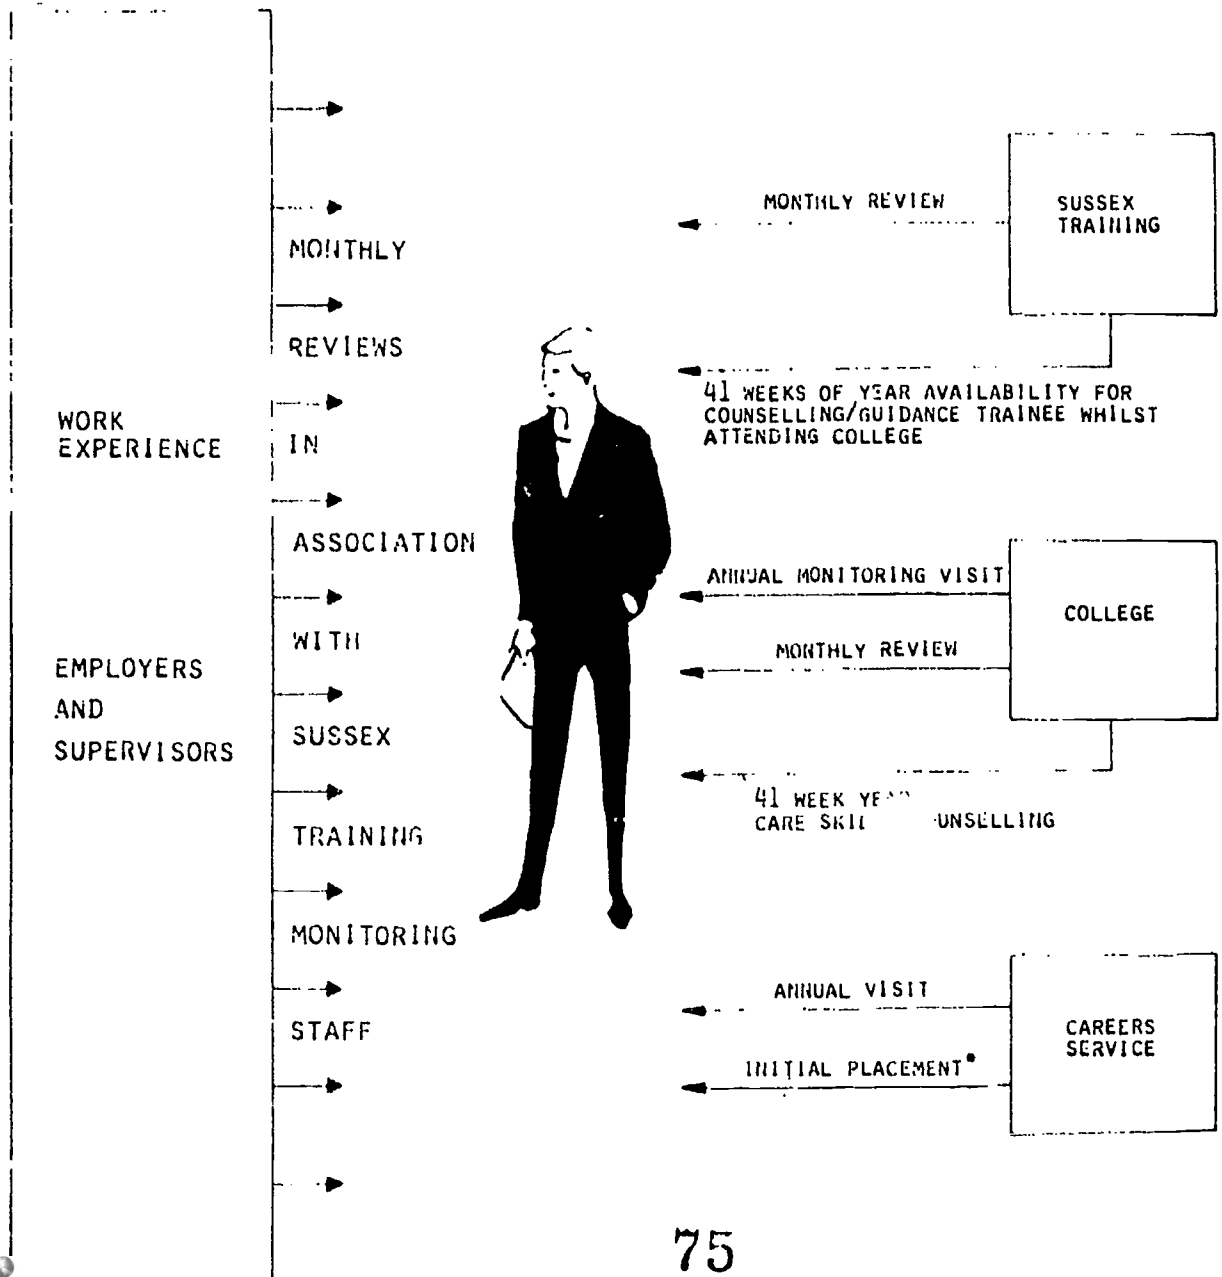 WORK
EXPERIENCE
EMPLOYERS
AND
SUPERVISORS
MONTHLY
REVIEWS
IN
ASSOCIATION
WITH
SUSSEX
TRAINING
MONITORING
STAFF
MONTHLY REVIEW
SUSSEX
TRAINING
41 WEEKS OF YEAR AVAILABILITY FOR
COUNSELLING/GUIDANCE TRAINEE WHILST
ATTENDING COLLEGE
ANNUAL MONITORING VISIT
COLLEGE
MONTHLY REVIEW
41 WEEK
CARE
ANNUAL VISIT
CAREERS
SERVICE
INITIAL PLACEMENT*
75